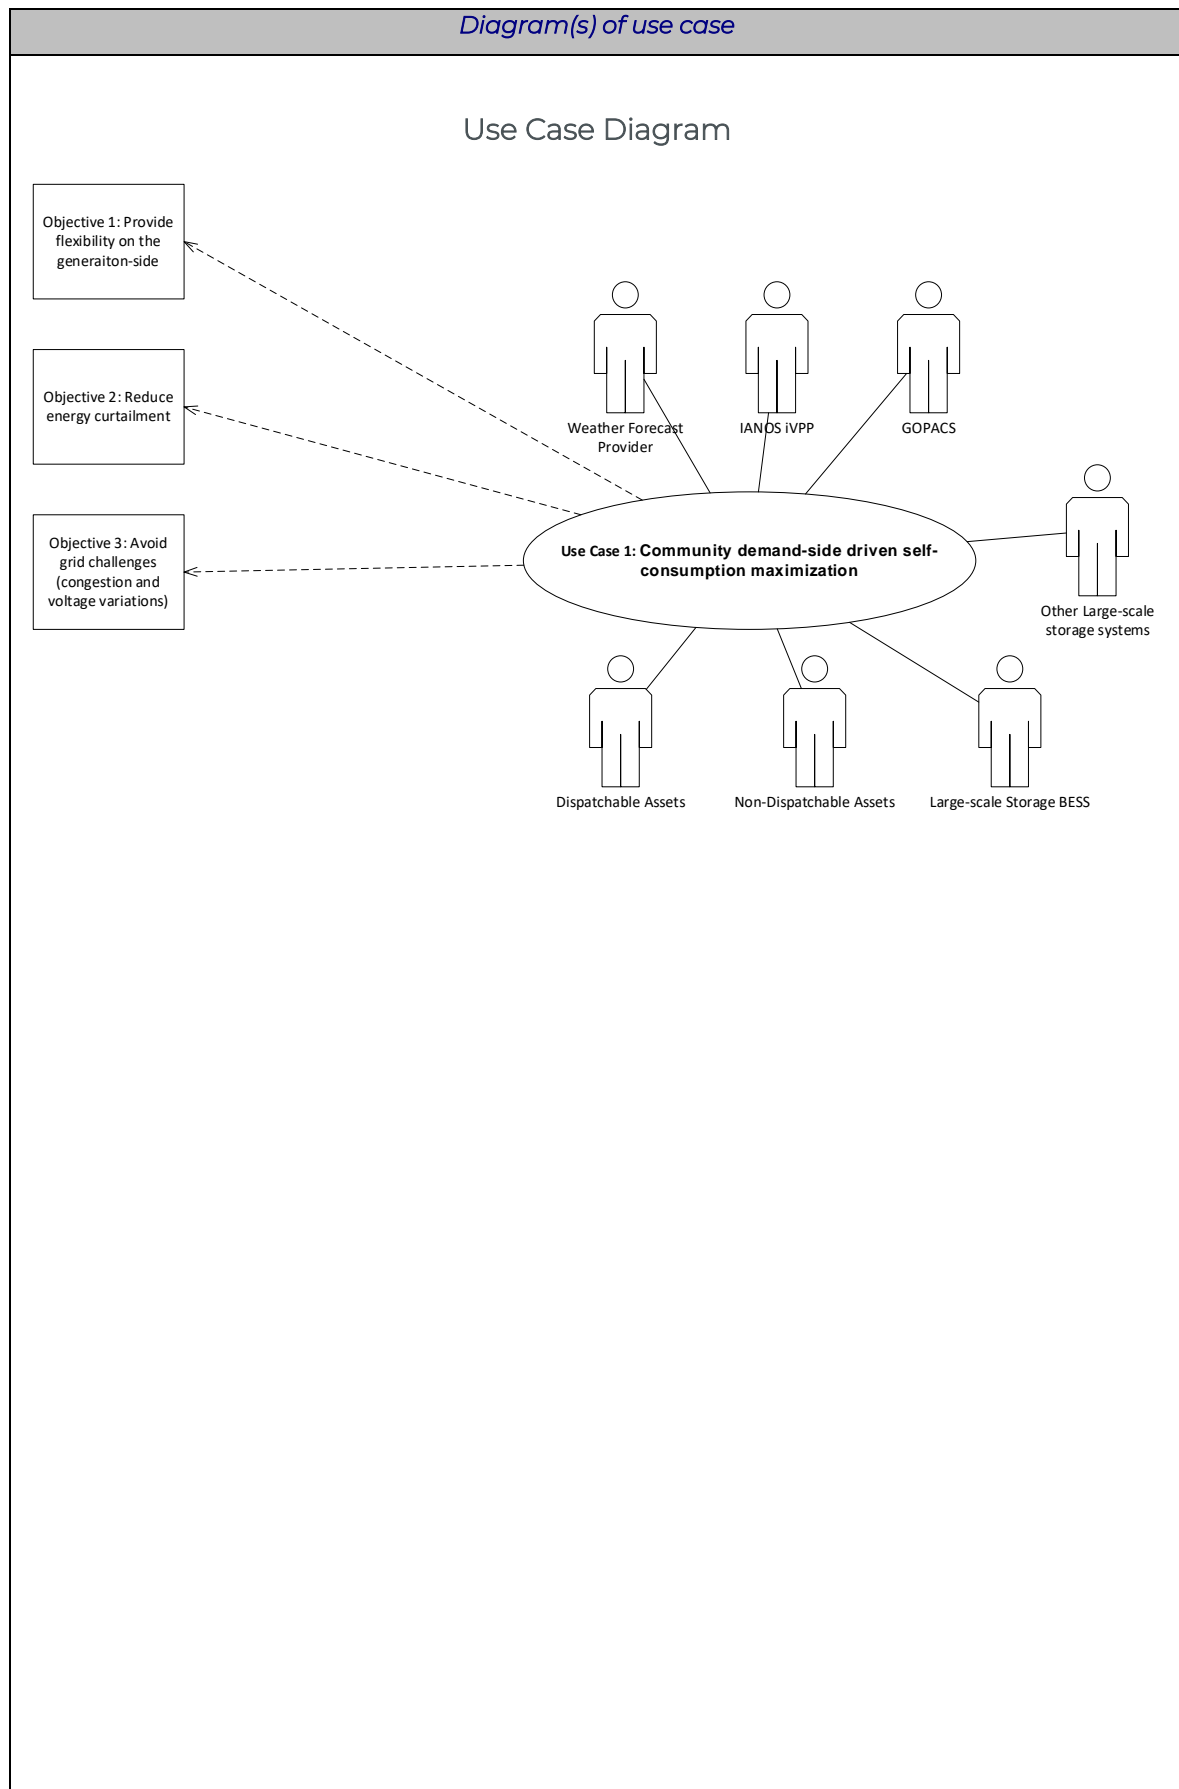 Diagram(s) of use case
Use Case Diagram
Objective 1: Provide
flexibility on the
generaiton-side
Objective 2: Reduce
energy curtailment
Objective 3: Avoid
grid challenges
(congestion and
voltage variations)
Weather Forecast
Provider
IANOS iVPP
GOPACS
Use Case 1: Community demand-side driven self-
consumption maximization
Other Large-scale
storage systems
Dispatchable Assets
Non-Dispatchable Assets
Large-scale Storage BESS